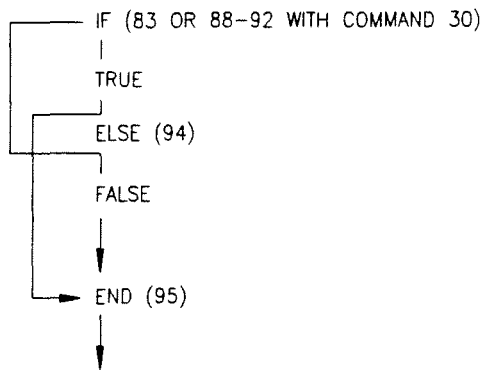 IF (83 OR 88-92 WITH COMMAND 30)
TRUE
ELSE (94)
FALSE
END (95)